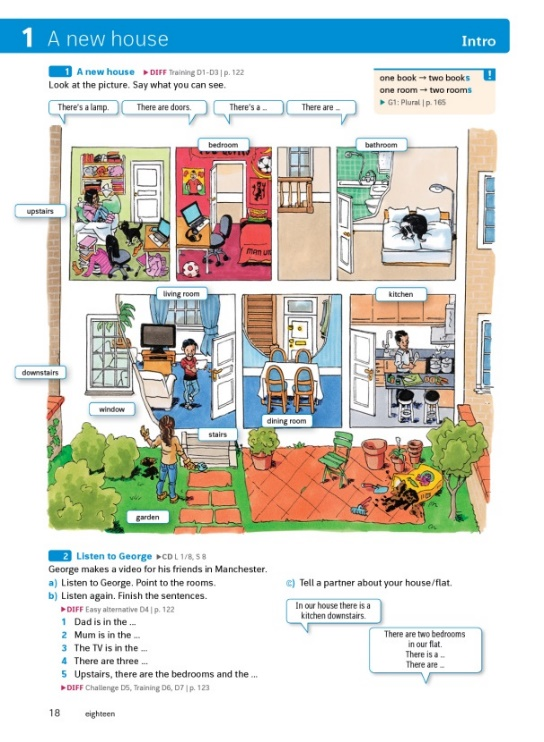 1 A new house
Intro
1 A new house ▶DIFF Training D1–D3 | p. 122
Look at the picture. Say what you can see.
one book → two books
one room → two rooms
▶ G1: Plural | p. 165
!
There's a lamp.
There are doors.
There's a …
There are …
bedroom
bathroom
upstairs
MAN U
living room
kitchen
downstairs
window
dining room
stairs
garden
2 Listen to George ▶CD L 1/8, S 8
George makes a video for his friends in Manchester.
a) Listen to George. Point to the rooms.
b) Listen again. Finish the sentences.
▶DIFF Easy alternative D4 | p. 122
1 Dad is in the …
2 Mum is in the …
3 The TV is in the …
4 There are three …
5 Upstairs, there are the bedrooms and the …
▶DIFF Challenge D5, Training D6, D7 | p. 123
c) Tell a partner about your house/flat.
In our house there is a
kitchen downstairs.
There are two bedrooms
in our flat.
There is a …
There are …
18 eighteen